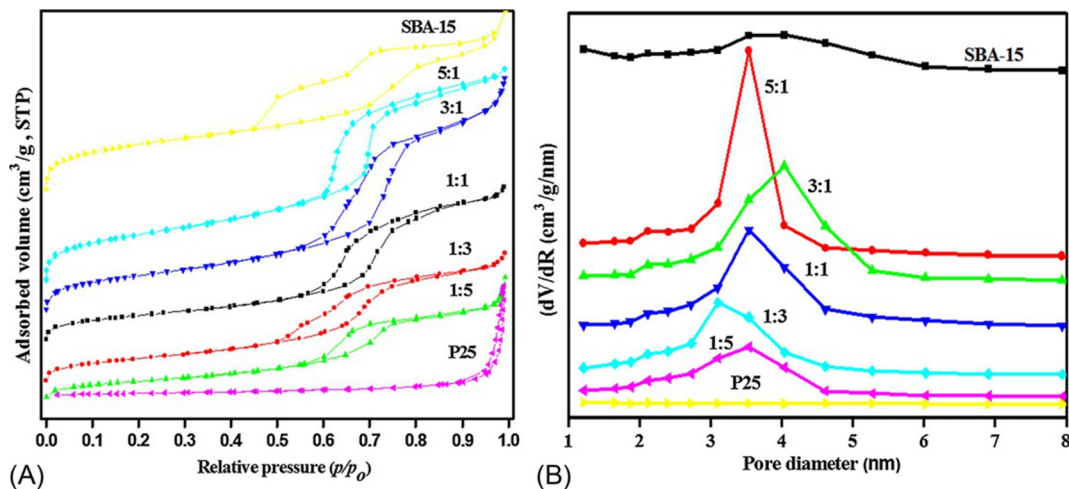 SBA-15
5:1
3:1
1:1
1:3
1:5
P25
Adsorbed volume (cm³/g , STP)
0.0 0.1 0.2 0.3 0.4 0.5 0.6 0.7 0.8 0.9 1.0
Relative pressure (p/pₒ)
(A)
SBA-15
5:1
3:1
1:1
1:3
1:5
P25
(dV/dR (cm³/g/nm)
1 2 3 4 5 6 7 8
Pore diameter (nm)
(B)